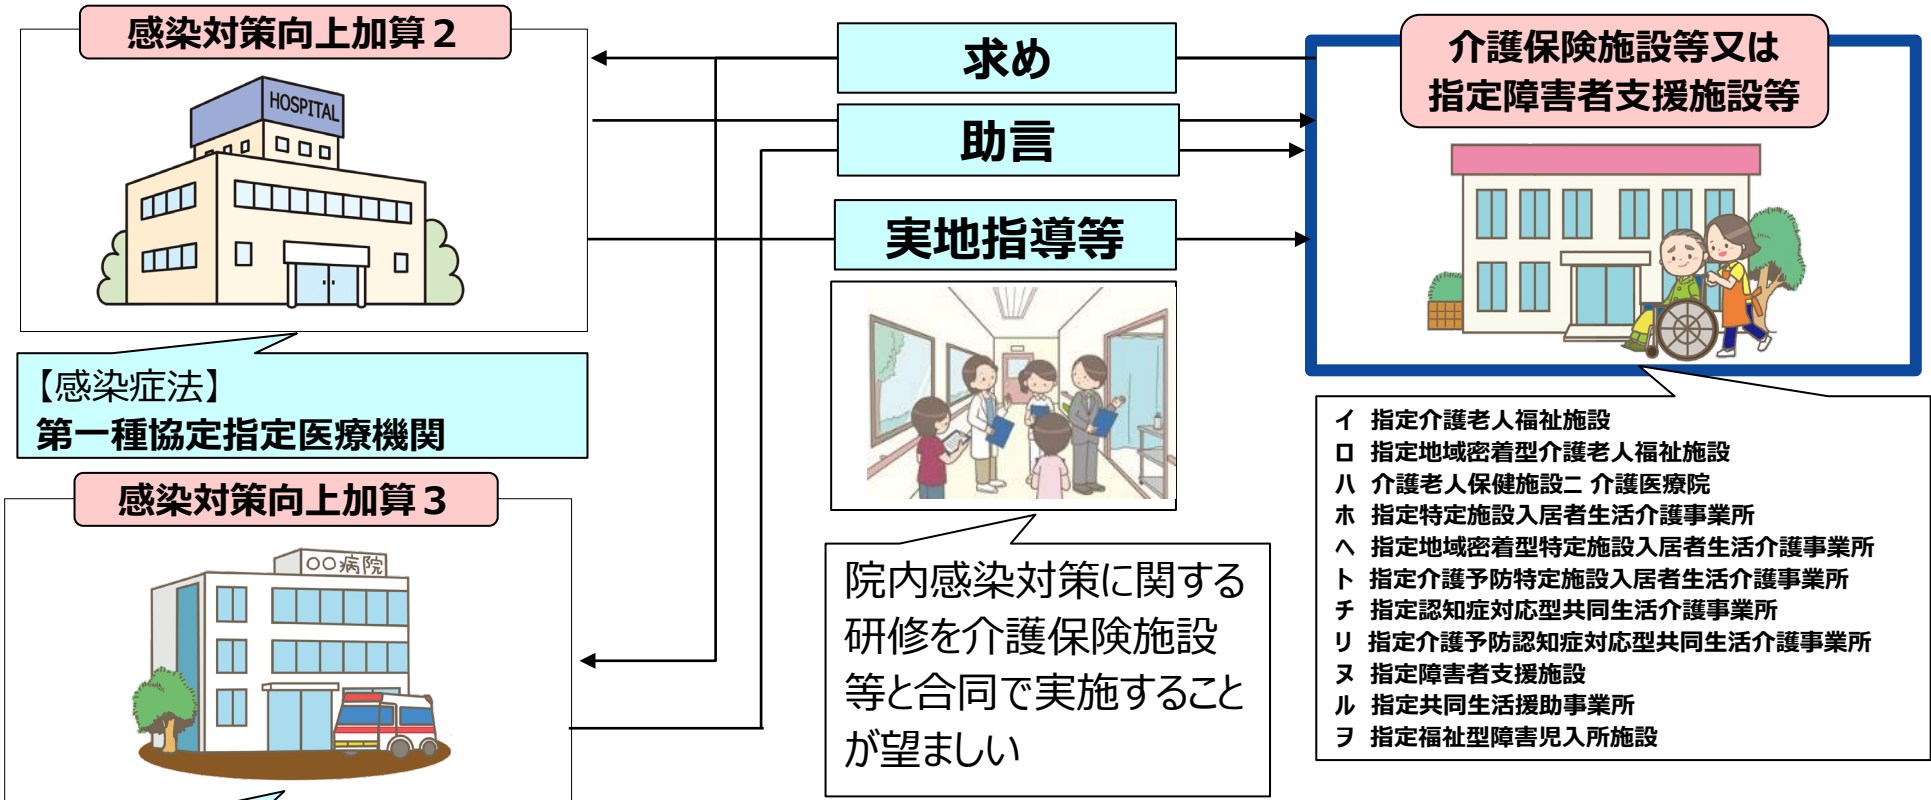 感染対策向上加算２
HOSPITAL
【感染症法】
第一種協定指定医療機関
感染対策向上加算３
〇〇病院
求め
助言
実地指導等
院内感染対策に関する
研修を介護保険施設
等と合同で実施すること
が望ましい
介護保険施設等又は
指定障害者支援施設等
イ 指定介護老人福祉施設
ロ 指定地域密着型介護老人福祉施設
ハ 介護老人保健施設ニ 介護医療院
ホ 指定特定施設入居者生活介護事業所
ヘ 指定地域密着型特定施設入居者生活介護事業所
ト 指定介護予防特定施設入居者生活介護事業所
チ 指定認知症対応型共同生活介護事業所
リ 指定介護予防認知症対応型共同生活介護事業所
ヌ 指定障害者支援施設
ル 指定共同生活援助事業所
ヲ 指定福祉型障害児入所施設